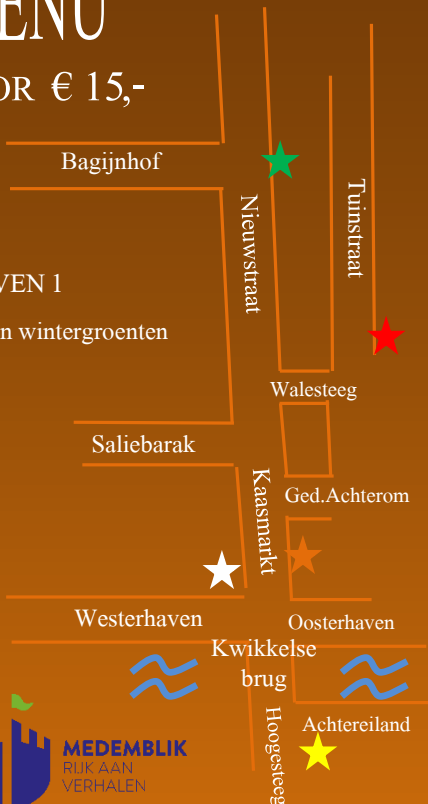 ENU
OR € 15,-
Bagijnhof
Nieuwstraat
Tuinstraat
VEN 1
n wintergroenten
Walesteeg
Saliebarak
Kaasmarkt
Ged.Achterom
Westerhaven
Oosterhaven
Kwikkelse
brug
Hoogesteeg
Achtereiland
MEDEMBLIK
RIJK AAN
VERHALEN